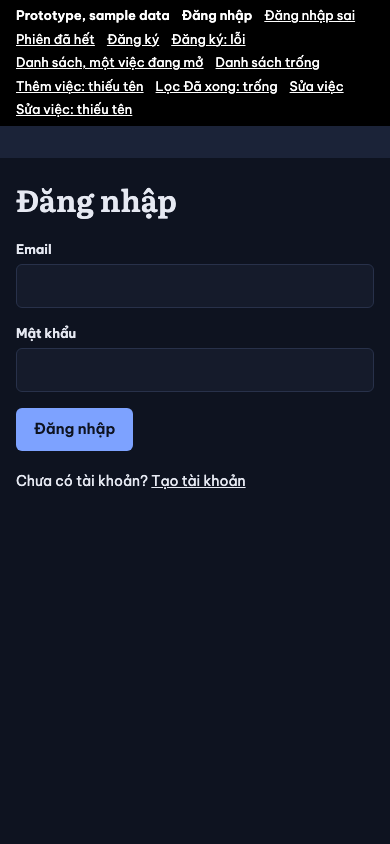 Prototype, sample data Đăng nhập Đăng nhập sai
Phiên đã hết Đăng ký Đăng ký: lỗi
Danh sách, một việc đang mở Danh sách trống
Thêm việc: thiếu tên Lọc Đã xong: trống Sửa việc
Sửa việc: thiếu tên
Đăng nhập
Email
Mật khẩu
Đăng nhập
Chưa có tài khoản? Tạo tài khoản